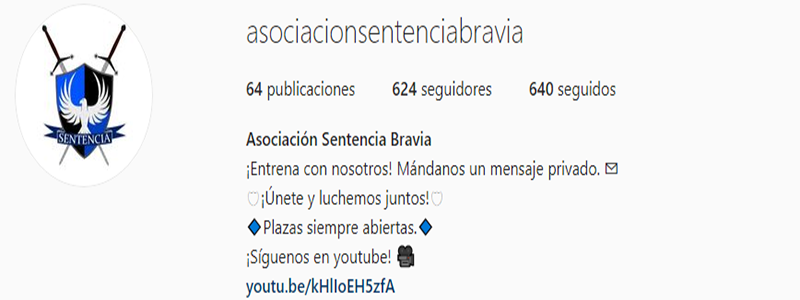 asociacionsentenciabravia
64 publicaciones 624 seguidores 640 seguidos
SENTENCIA
Asociación Sentencia Bravia
¡Entrena con nosotros! Mándanos un mensaje privado.
¡Únete y luchemos juntos!
Plazas siempre abiertas.
¡Síguenos en youtube!
youtu.be/kHlIoEH5zfA